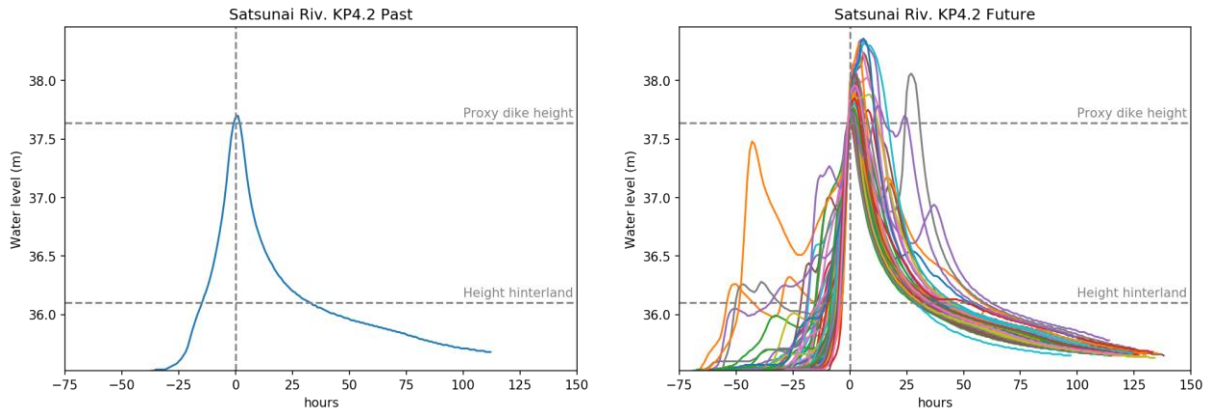 Satsunai Riv. KP4.2 Past
38.0
37.5
37.0
36.5
36.0
Water level (m)
Proxy dike height
Height hinterland
−75 −50 −25 0 25 50 75 100 125 150
hours
Satsunai Riv. KP4.2 Future
38.0
37.5
37.0
36.5
36.0
Water level (m)
Proxy dike height
Height hinterland
−75 −50 −25 0 25 50 75 100 125 150
hours